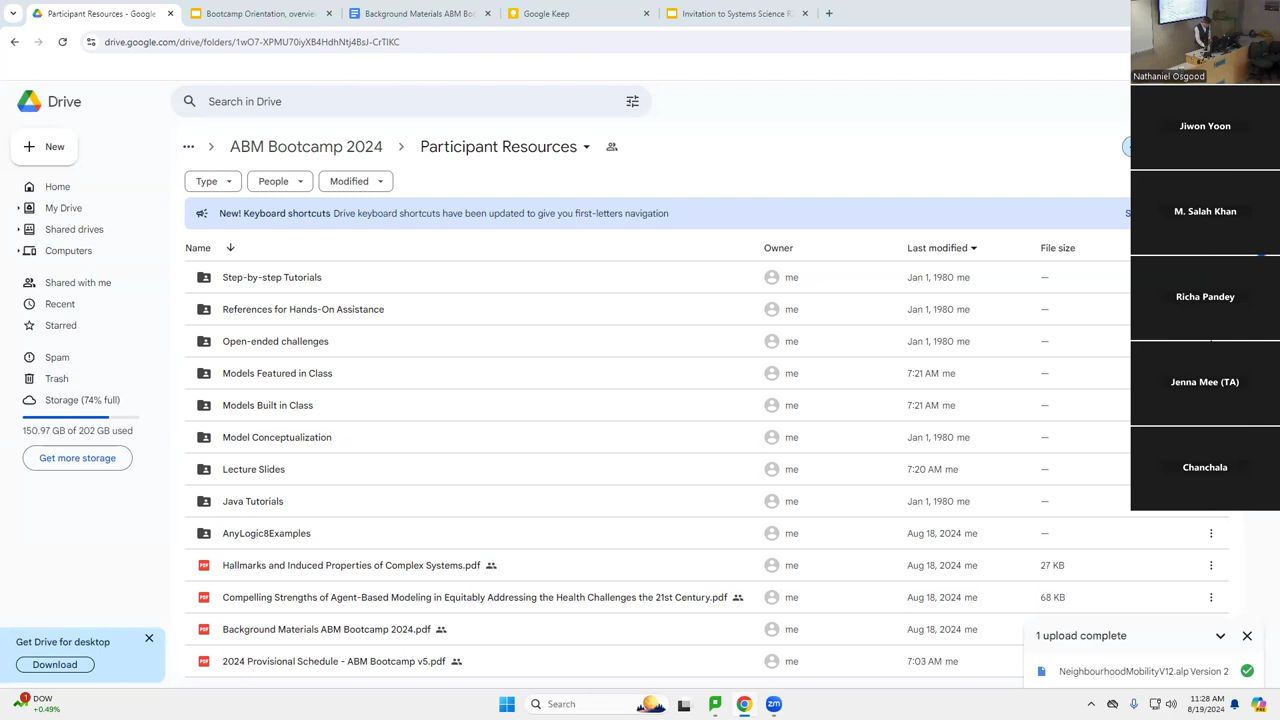 Participant Resources - Google
Bootcamp Orientation, overvie
Background Materials ABM Bo
Google Keep
Invitation to Systems Science R
drive.google.com/drive/folders/1wO7-XPMU70iyXB4HdhNtj4BsJ-CrTIKC
Nathaniel Osgood
Jiwon Yoon
M. Salah Khan
Richa Pandey
Jenna Mee (TA)
Chanchala
Drive
Search in Drive
New
Home
My Drive
Shared drives
Computers
Shared with me
Recent
Starred
Spam
Trash
Storage (74% full)
150.97 GB of 202 GB used
Get more storage
Get Drive for desktop
Download
... > ABM Bootcamp 2024 > Participant Resources
Type People Modified
New! Keyboard shortcuts Drive keyboard shortcuts have been updated to give you first-letters navigation
Name Owner Last modified File size
Step-by-step Tutorials me Jan 1, 1980 me —
References for Hands-On Assistance me Jan 1, 1980 me —
Open-ended challenges me Jan 1, 1980 me —
Models Featured in Class me 7:21 AM me —
Models Built in Class me 7:21 AM me —
Model Conceptualization me Jan 1, 1980 me —
Lecture Slides me 7:20 AM me —
Java Tutorials me Jan 1, 1980 me —
AnyLogic8Examples me Aug 18, 2024 me —
Hallmarks and Induced Properties of Complex Systems.pdf me Aug 18, 2024 me 27 KB
Compelling Strengths of Agent-Based Modeling in Equitably Addressing the Health Challenges the 21st Century.pdf me Aug 18, 2024 me 68 KB
Background Materials ABM Bootcamp 2024.pdf me Aug 18, 2024 me
2024 Provisional Schedule - ABM Bootcamp v5.pdf me 7:03 AM me
1 upload complete
NeighbourhoodMobilityV12.alp Version 2
1
DOW
+0.49%
Search
11:28 AM
8/19/2024